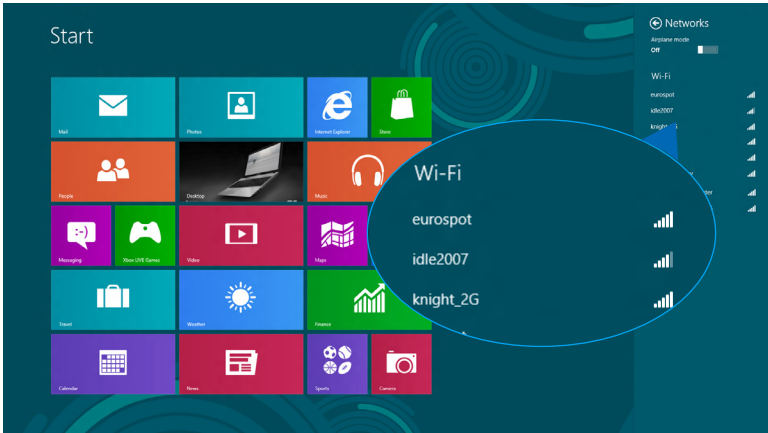 Start
Networks
Airplane mode
Off
Wi-Fi
eurospot
idle2007
Mail
Photos
Internet Explorer
Store
People
Desktop
Music
Messaging
Xbox LIVE Games
Video
Maps
Travel
Weather
Finance
Calendar
News
Sports
Camera
Wi-Fi
eurospot
idle2007
knight_2G